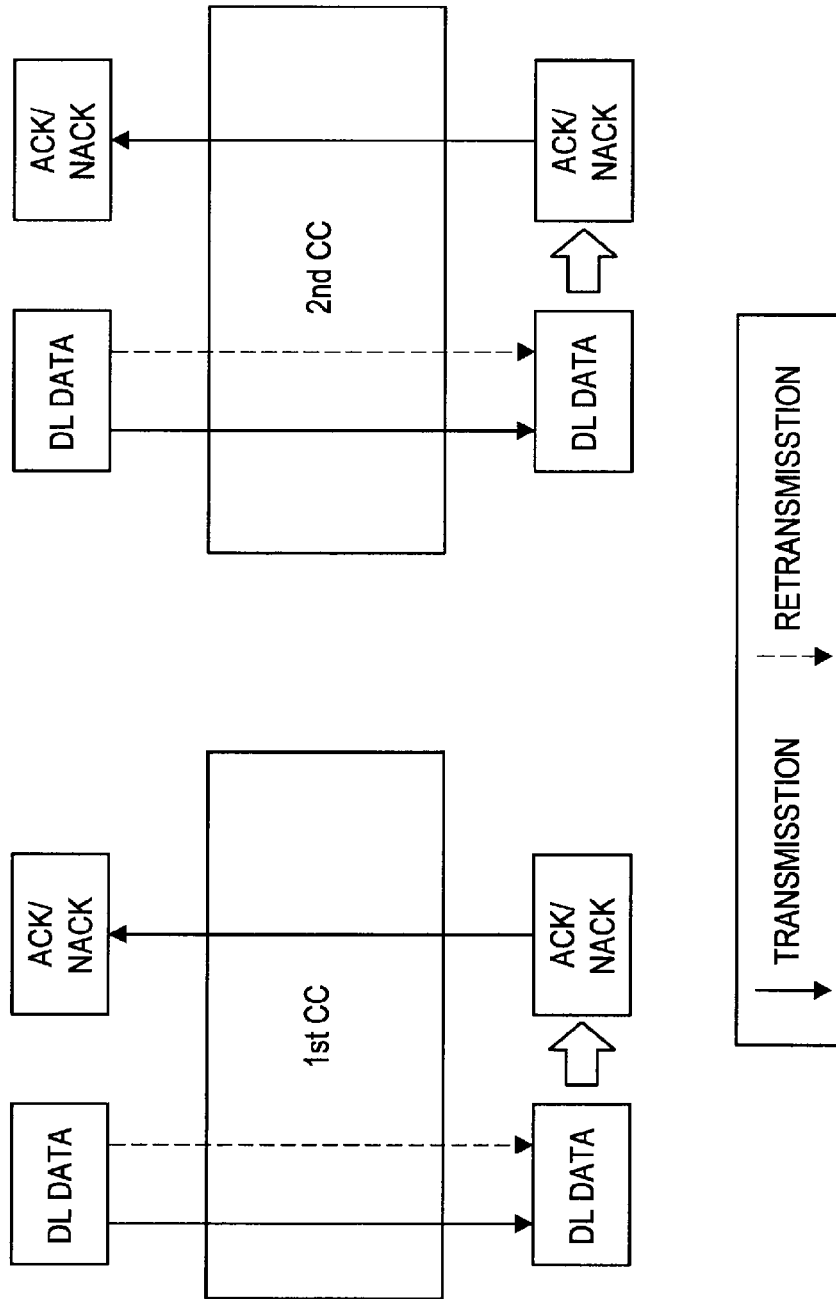 DL DATA
ACK/
NACK
DL DATA
ACK/
NACK
1st CC
2nd CC
DL DATA
ACK/
NACK
DL DATA
ACK/
NACK
TRANSMISSTION
RETRANSMISSTION